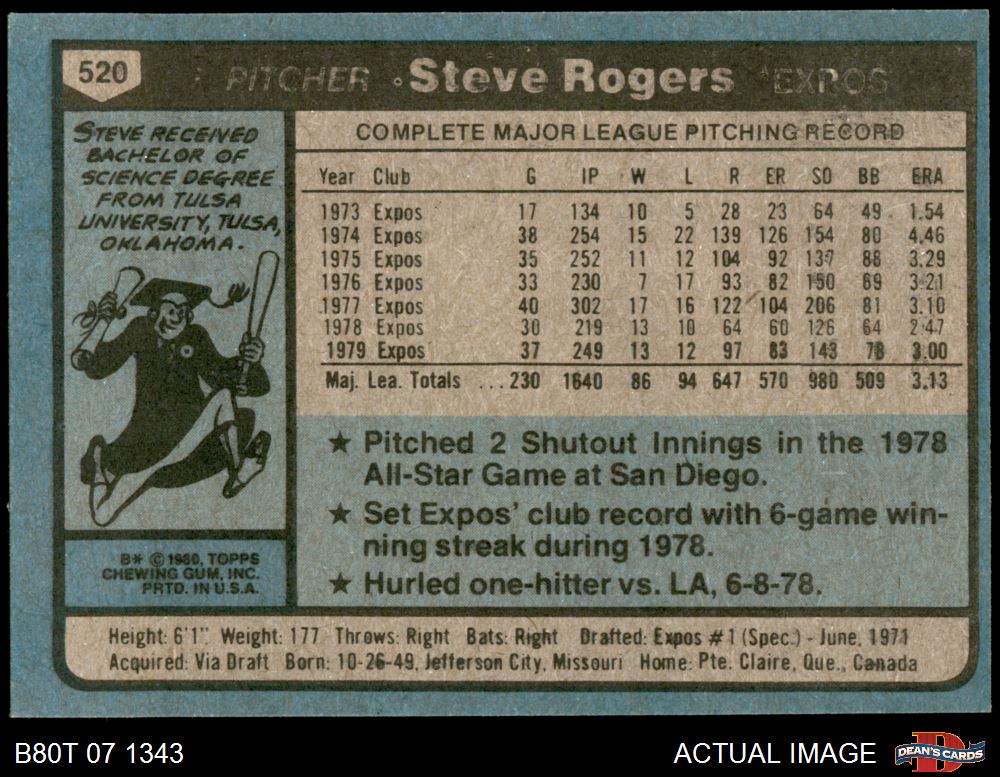 520 PITCHER Steve Rogers EXPOS
STEVE RECEIVED
BACHELOR OF
SCIENCE DEGREE
FROM TULSA
UNIVERSITY, TULSA,
OKLAHOMA.
B* © 1980, TOPPS
CHEWING GUM, INC.
PRTD. IN U.S.A.
COMPLETE MAJOR LEAGUE PITCHING RECORD
Year Club G IP W L R ER SO BB ERA
1973 Expos 17 134 10 5 28 23 64 49 1.54
1974 Expos 38 254 15 22 139 126 154 80 4.46
1975 Expos 35 252 11 12 104 92 137 88 3.29
1976 Expos 33 230 7 17 93 82 150 69 3.21
1977 Expos 40 302 17 16 122 104 206 81 3.10
1978 Expos 30 219 13 10 64 60 126 64 2.47
1979 Expos 37 249 13 12 97 83 143 78 3.00
Maj. Lea. Totals ... 230 1640 86 94 647 570 980 509 3.13
★ Pitched 2 Shutout Innings in the 1978
All-Star Game at San Diego.
★ Set Expos' club record with 6-game win-
ning streak during 1978.
★ Hurled one-hitter vs. LA, 6-8-78.
Height: 6'1" Weight: 177 Throws: Right Bats: Right Drafted: Expos #1 (Spec.) - June, 1971
Acquired: Via Draft Born: 10-26-49, Jefferson City, Missouri Home: Pte. Claire, Que., Canada
B80T 07 1343 ACTUAL IMAGE DEAN'S CARDS